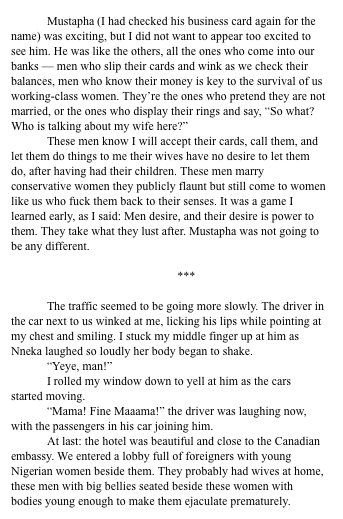 Mustapha (I had checked his business card again for the
name) was exciting, but I did not want to appear too excited to
see him. He was like the others, all the ones who come into our
banks — men who slip their cards and wink as we check their
balances, men who know their money is key to the survival of us
working-class women. They're the ones who pretend they are not
married, or the ones who display their rings and say, “So what?
Who is talking about my wife here?”
These men know I will accept their cards, call them, and
let them do things to me their wives have no desire to let them
do, after having had their children. These men marry
conservative women they publicly flaunt but still come to women
like us who fuck them back to their senses. It was a game I
learned early, as I said: Men desire, and their desire is power to
them. They take what they lust after. Mustapha was not going to
be any different.
***
The traffic seemed to be going more slowly. The driver in
the car next to us winked at me, licking his lips while pointing at
my chest and smiling. I stuck my middle finger up at him as
Nneka laughed so loudly her body began to shake.
“Yeye, man!”
I rolled my window down to yell at him as the cars
started moving.
“Mama! Fine Maaama!” the driver was laughing now,
with the passengers in his car joining him.
At last: the hotel was beautiful and close to the Canadian
embassy. We entered a lobby full of foreigners with young
Nigerian women beside them. They probably had wives at home,
these men with big bellies seated beside these women with
bodies young enough to make them ejaculate prematurely.